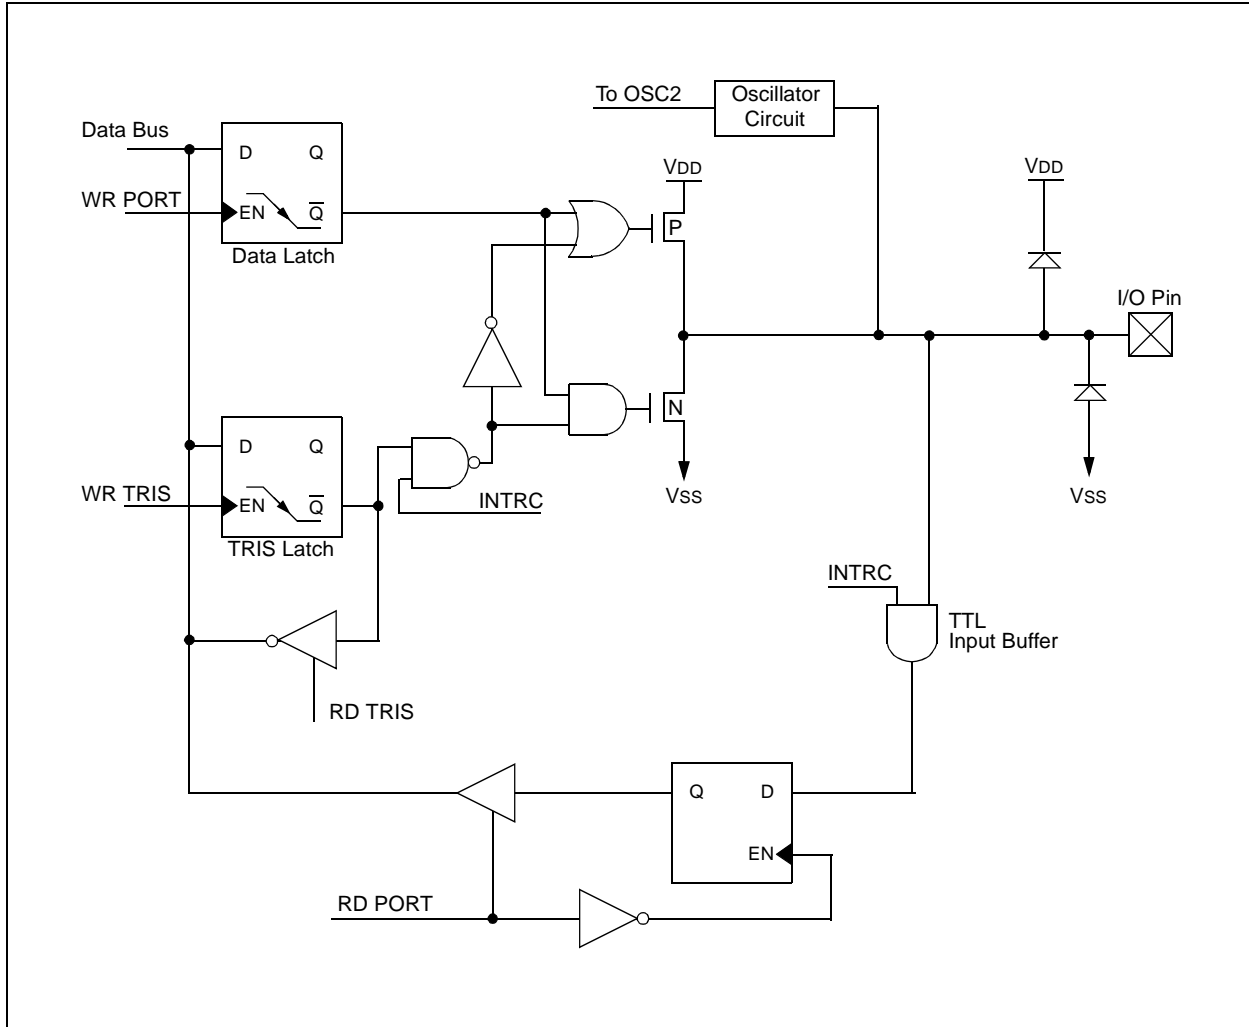 To OSC2
Oscillator
Circuit
Data Bus
D
Q
WR PORT
EN
Q̅
Data Latch
VDD
P
VDD
I/O Pin
D
Q
WR TRIS
EN
Q̅
TRIS Latch
INTRC
N
VSS
VSS
INTRC
TTL
Input Buffer
RD TRIS
Q
D
EN
RD PORT